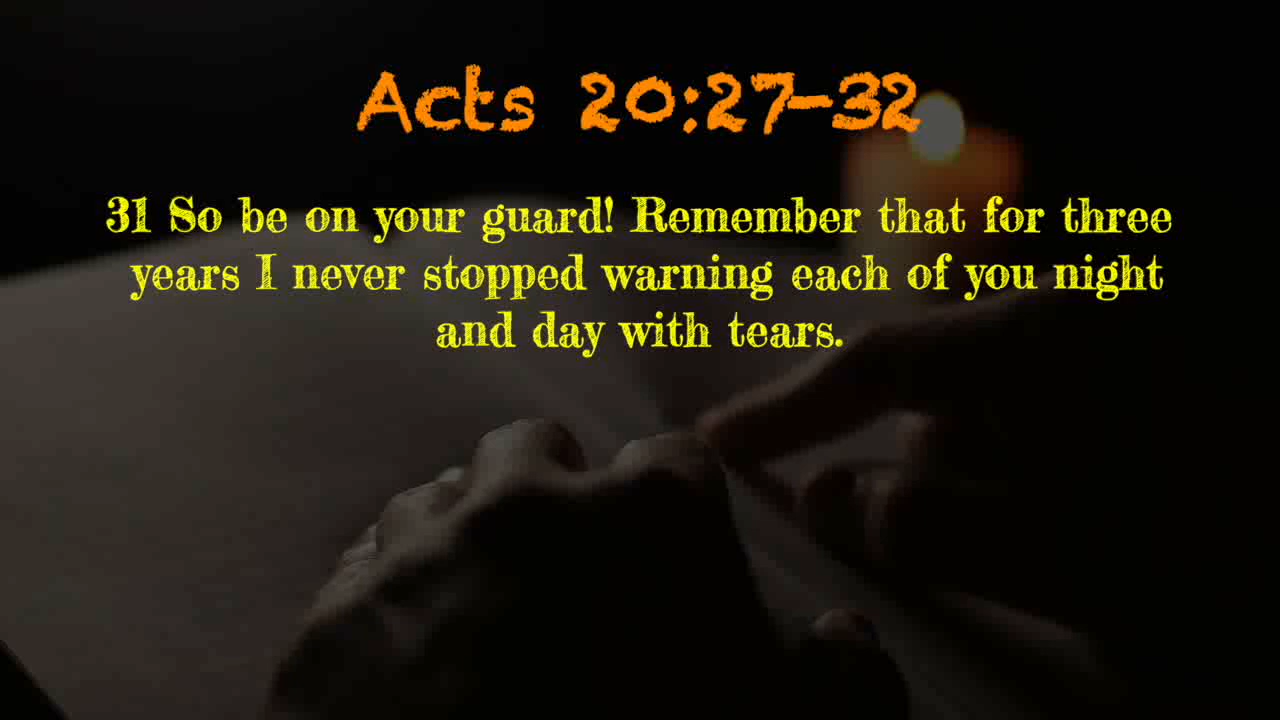 Acts 20:27-32
31 So be on your guard! Remember that for three
years I never stopped warning each of you night
and day with tears.